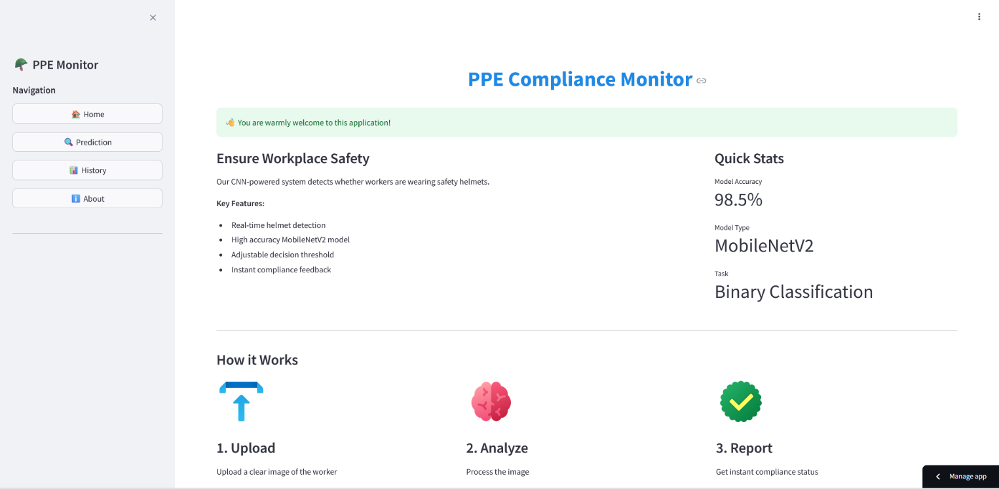 PPE Monitor
Navigation
Home
Prediction
History
About
PPE Compliance Monitor
You are warmly welcome to this application!
Ensure Workplace Safety
Our CNN-powered system detects whether workers are wearing safety helmets.
Key Features:
Real-time helmet detection
High accuracy MobileNetV2 model
Adjustable decision threshold
Instant compliance feedback
Quick Stats
Model Accuracy
98.5%
Model Type
MobileNetV2
Task
Binary Classification
How it Works
1. Upload
Upload a clear image of the worker
2. Analyze
Process the image
3. Report
Get instant compliance status
Manage app